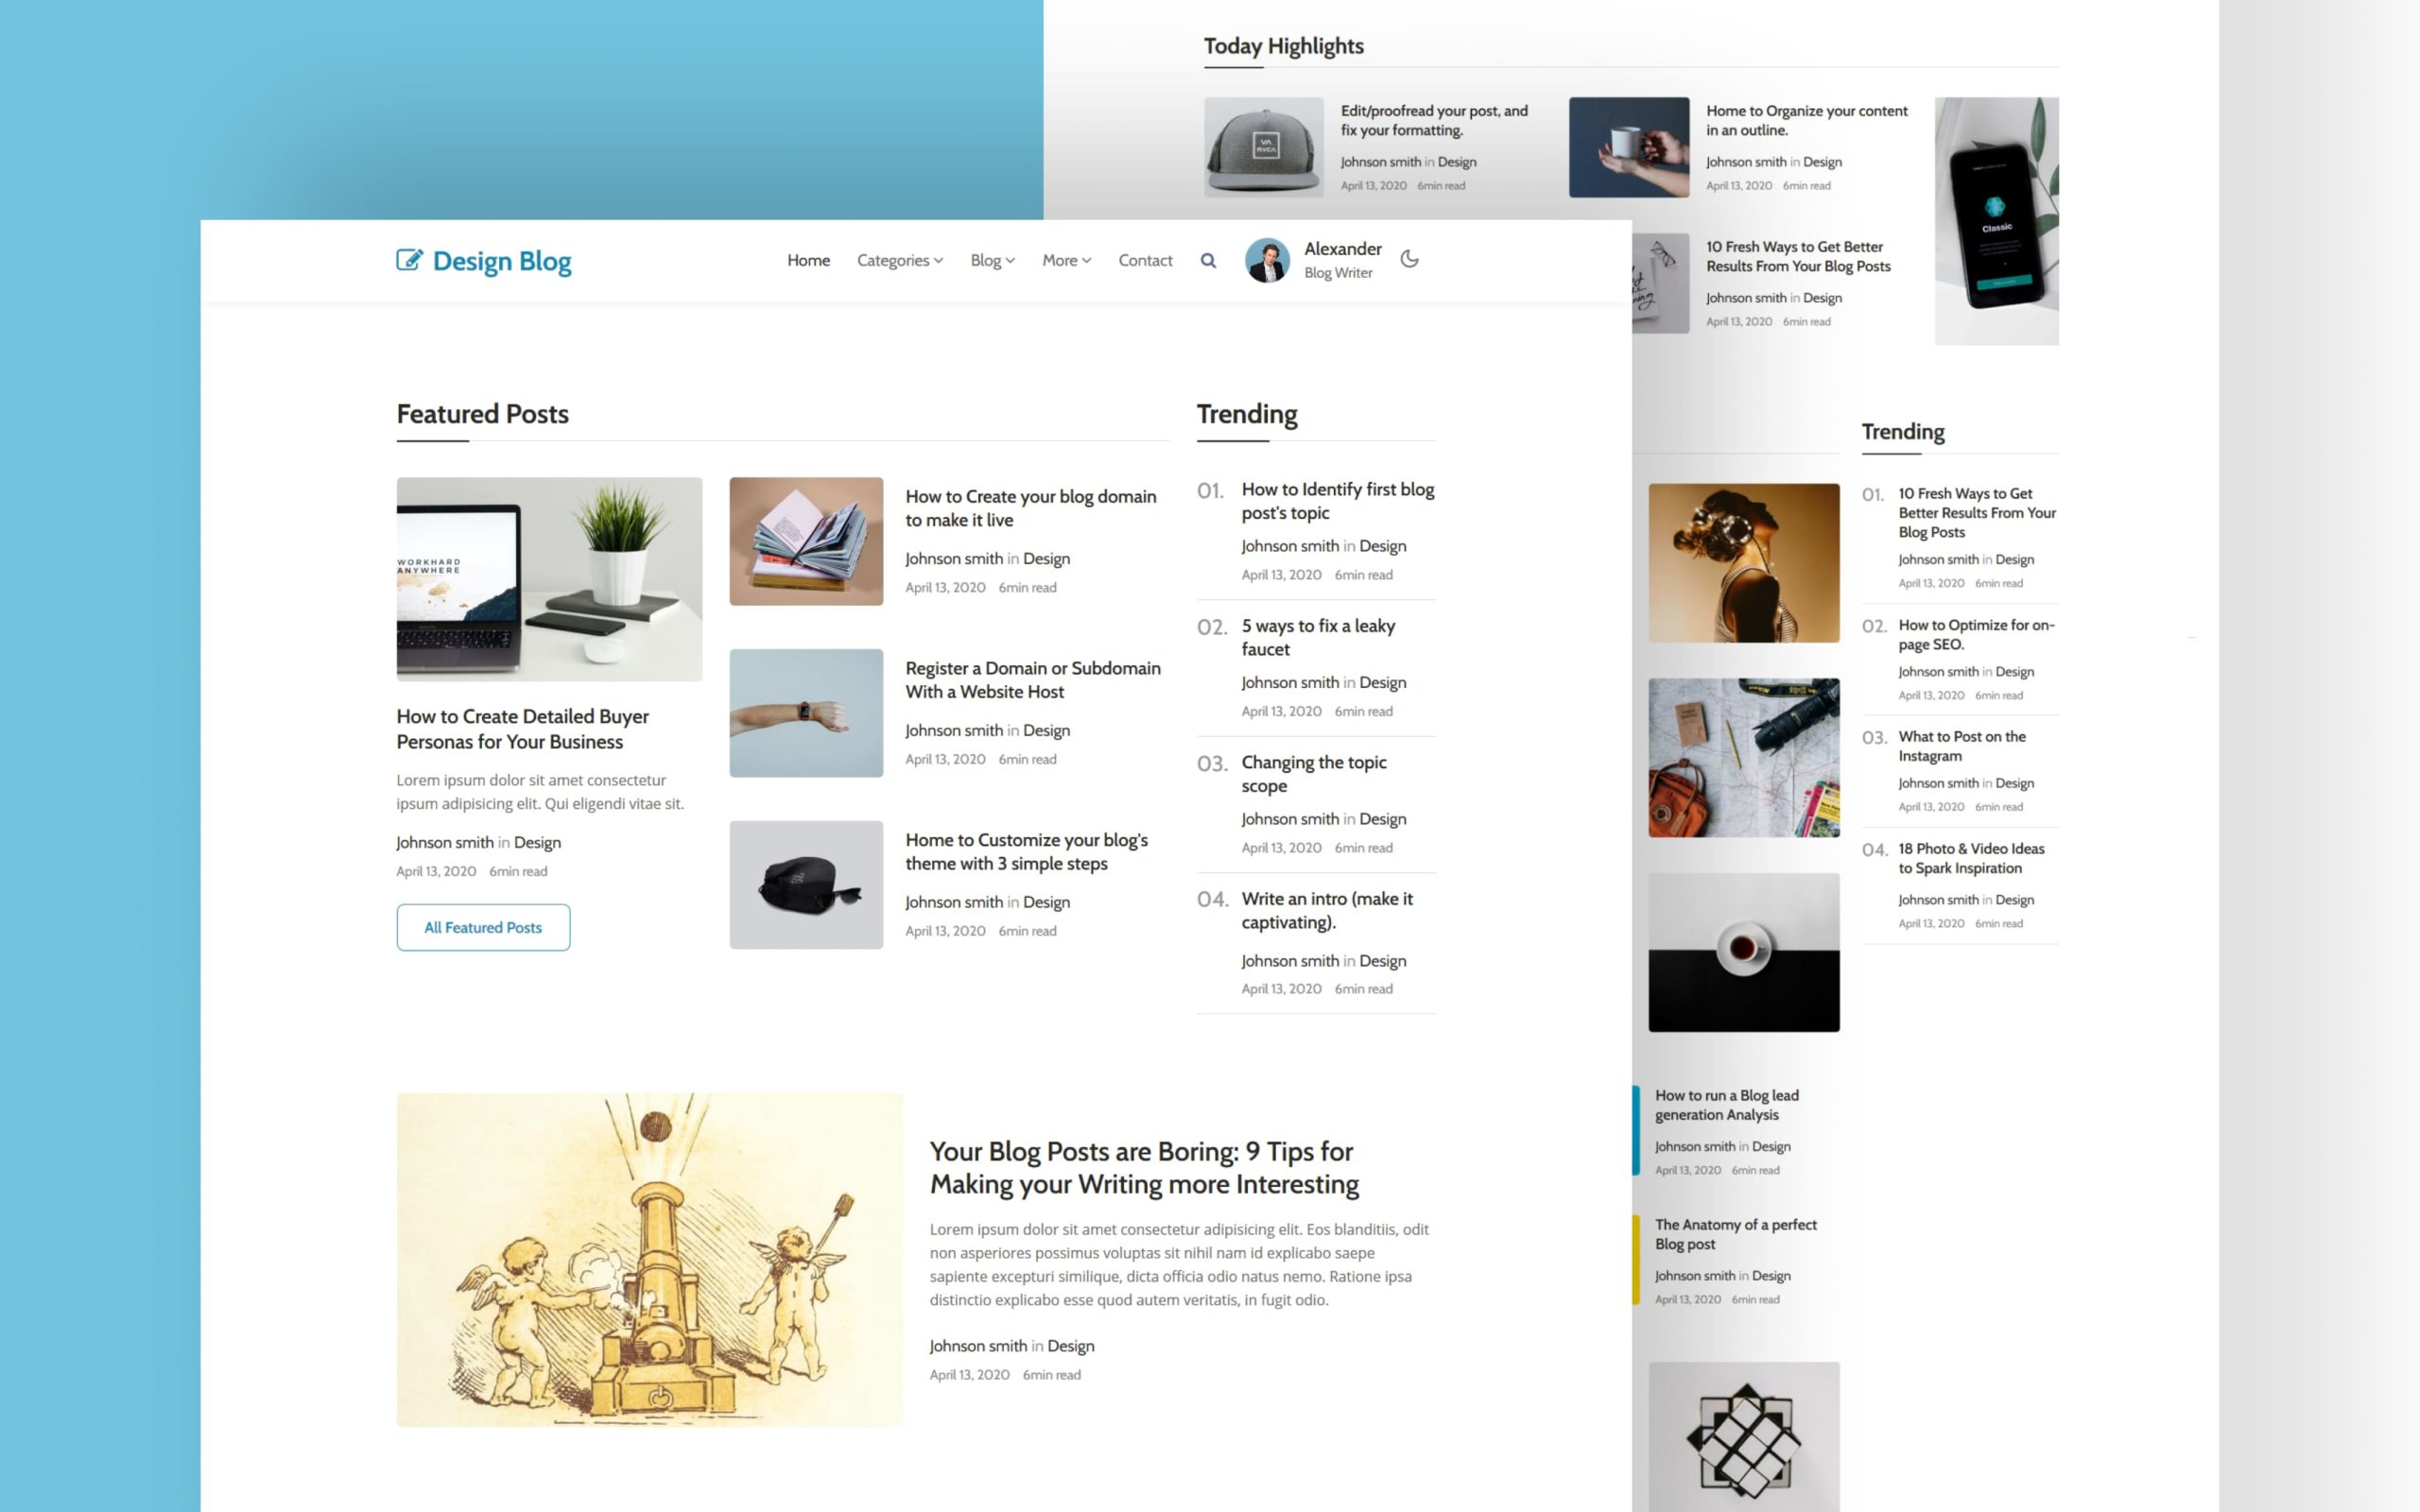 Design Blog
Home
Categories
Blog
More
Contact
Alexander
Blog Writer
Featured Posts
WORKHARD
ANYWHERE
How to Create Detailed Buyer
Personas for Your Business
Lorem ipsum dolor sit amet consectetur
ipsum adipisicing elit. Qui eligendi vitae sit.
Johnson smith in Design
April 13, 2020 6min read
All Featured Posts
How to Create your blog domain
to make it live
Johnson smith in Design
April 13, 2020 6min read
Register a Domain or Subdomain
With a Website Host
Johnson smith in Design
April 13, 2020 6min read
Home to Customize your blog's
theme with 3 simple steps
Johnson smith in Design
April 13, 2020 6min read
Trending
01. How to Identify first blog
post's topic
Johnson smith in Design
April 13, 2020 6min read
02. 5 ways to fix a leaky
faucet
Johnson smith in Design
April 13, 2020 6min read
03. Changing the topic
scope
Johnson smith in Design
April 13, 2020 6min read
04. Write an intro (make it
captivating).
Johnson smith in Design
April 13, 2020 6min read
Your Blog Posts are Boring: 9 Tips for
Making your Writing more Interesting
Lorem ipsum dolor sit amet consectetur adipisicing elit. Eos blanditiis, odit
non asperiores possimus voluptas sit nihil nam id explicabo saepe
sapiente excepturi similique, dicta officia odio natus nemo. Ratione ipsa
distinctio explicabo esse quod autem veritatis, in fugit odio.
Johnson smith in Design
April 13, 2020 6min read
Today Highlights
VA
RVCA
Edit/proofread your post, and
fix your formatting.
Johnson smith in Design
April 13, 2020 6min read
Home to Organize your content
in an outline.
Johnson smith in Design
April 13, 2020 6min read
10 Fresh Ways to Get Better
Results From Your Blog Posts
Johnson smith in Design
April 13, 2020 6min read
Classic
Trending
01. 10 Fresh Ways to Get
Better Results From Your
Blog Posts
Johnson smith in Design
April 13, 2020 6min read
02. How to Optimize for on-
page SEO.
Johnson smith in Design
April 13, 2020 6min read
03. What to Post on the
Instagram
Johnson smith in Design
April 13, 2020 6min read
04. 18 Photo & Video Ideas
to Spark Inspiration
Johnson smith in Design
April 13, 2020 6min read
How to run a Blog lead
generation Analysis
Johnson smith in Design
April 13, 2020 6min read
The Anatomy of a perfect
Blog post
Johnson smith in Design
April 13, 2020 6min read